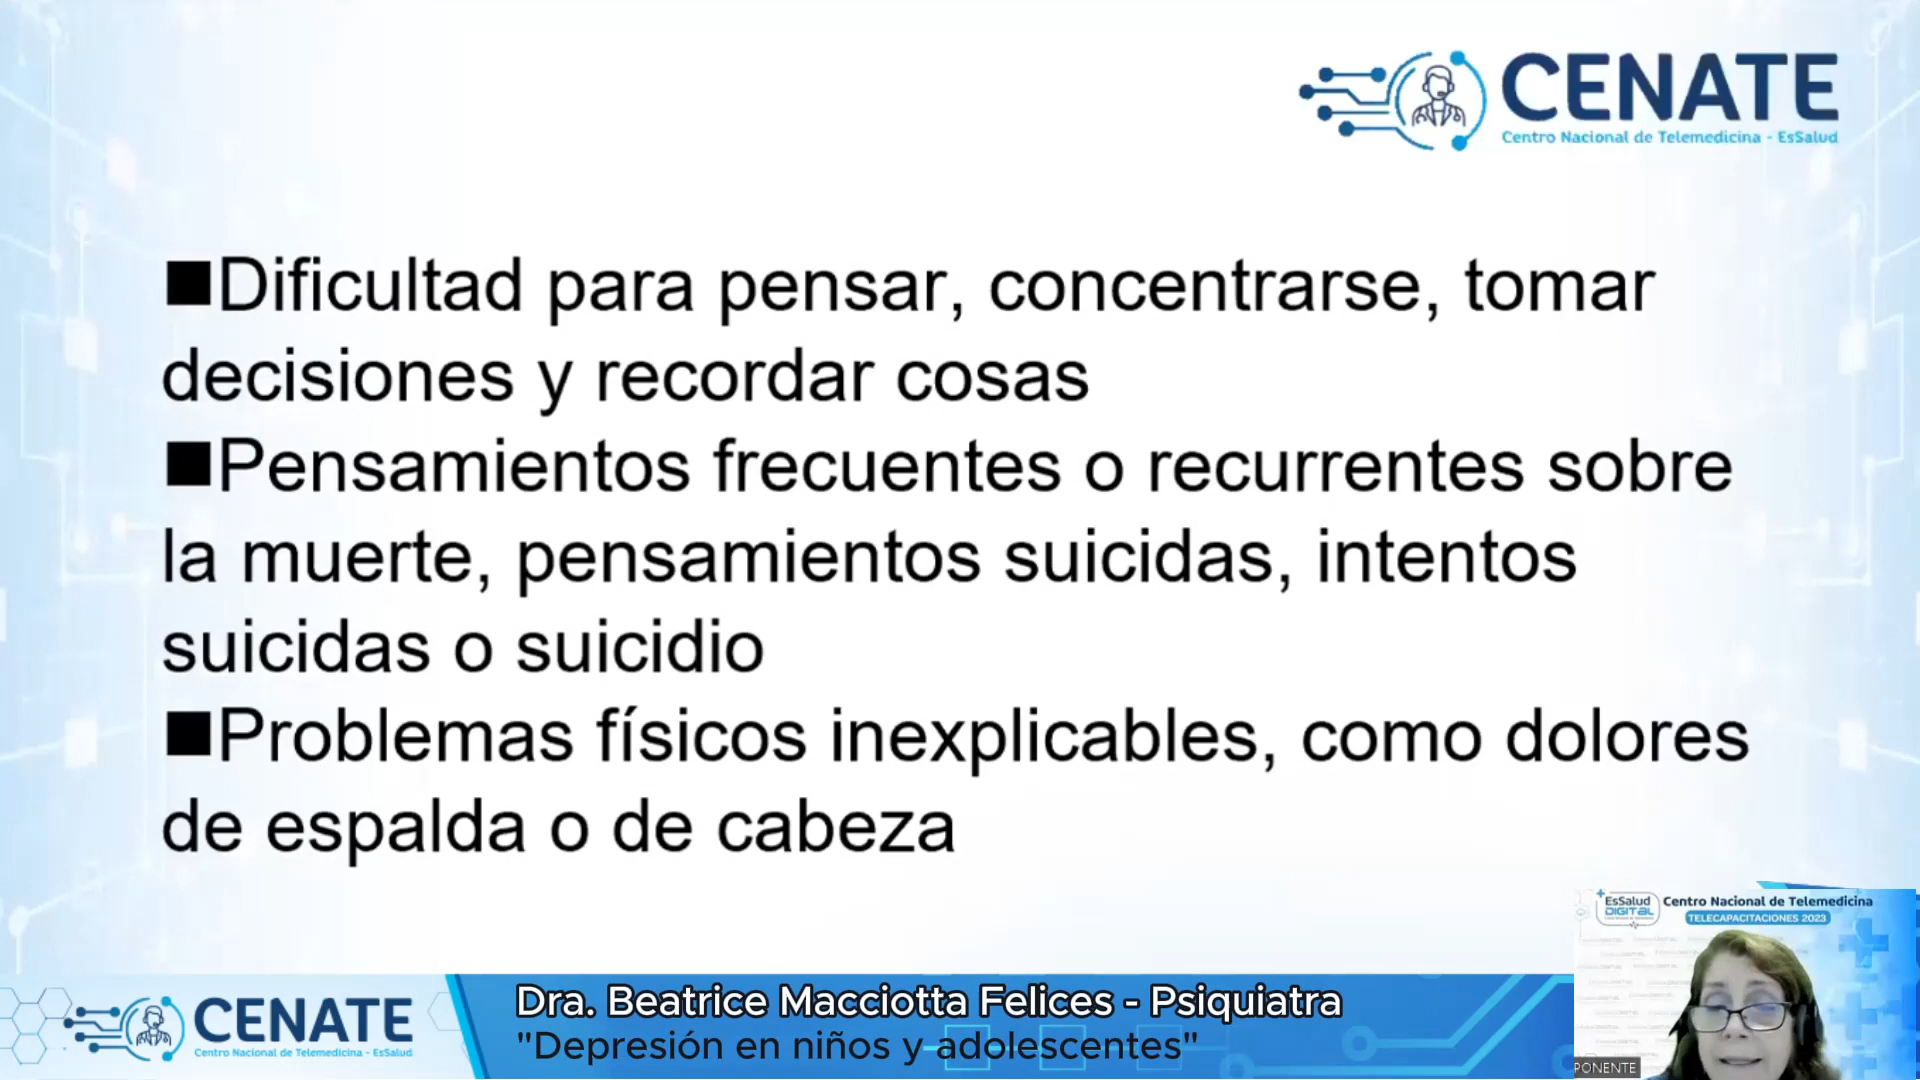 CENATE
Centro Nacional de Telemedicina - EsSalud
■Dificultad para pensar, concentrarse, tomar
decisiones y recordar cosas
■Pensamientos frecuentes o recurrentes sobre
la muerte, pensamientos suicidas, intentos
suicidas o suicidio
■Problemas físicos inexplicables, como dolores
de espalda o de cabeza
EsSalud
DIGITAL
Centro Nacional de Telemedicina
TELECAPACITACIONES 2023
PONENTE
CENATE
Centro Nacional de Telemedicina - EsSalud
Dra. Beatrice Macciotta Felices - Psiquiatra
"Depresión en niños y adolescentes"